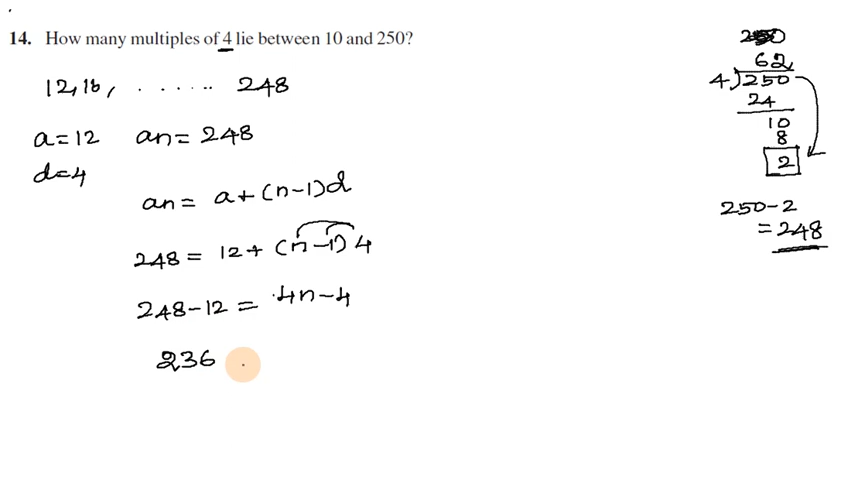 14. How many multiples of 4 lie between 10 and 250?
12, 16, ...... 248
a = 12 an = 248
d = 4
an = a + (n - 1) d
248 = 12 + (n - 1) 4
248 - 12 = 4n - 4
236
62
4) 250
24
10
8
2
250 - 2
= 248